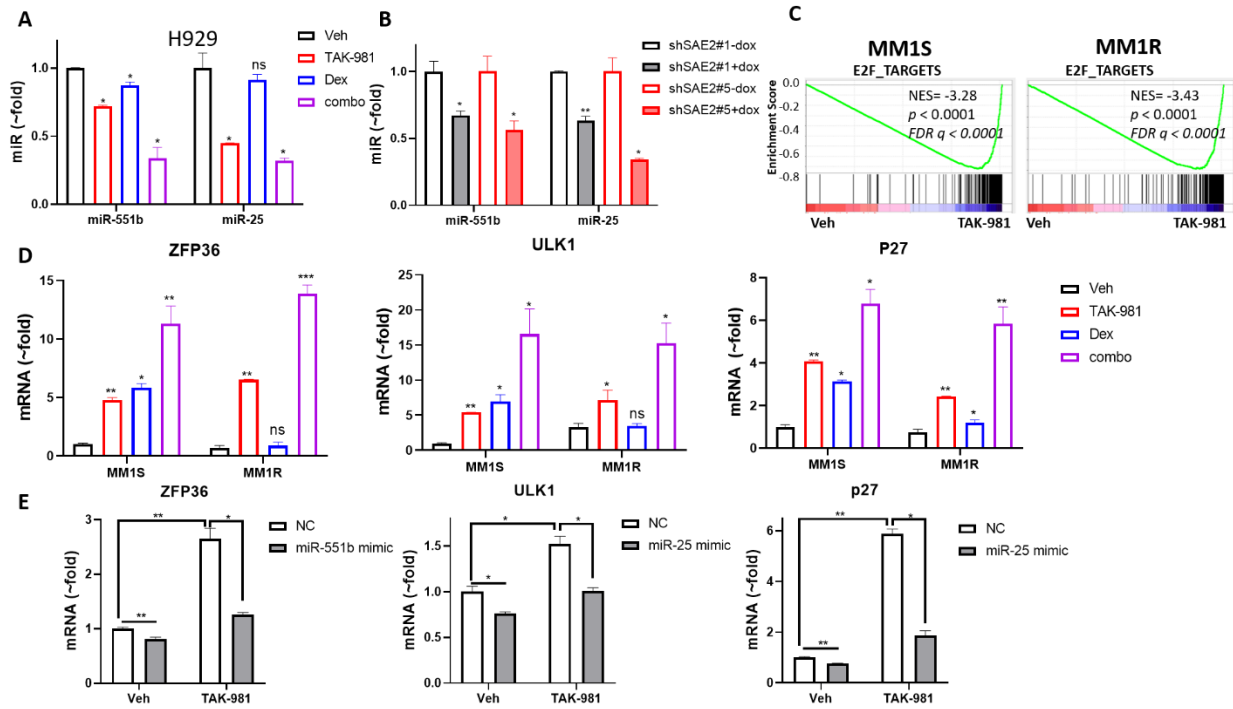 A
H929
miR (~fold)
1.0
0.5
0.0
*
*
*
ns
*
*
miR-551b
miR-25
Veh
TAK-981
Dex
combo
B
miR (~fold)
1.0
0.5
0.0
*
*
**
*
miR-551b
miR-25
shSAE2#1-dox
shSAE2#1+dox
shSAE2#5-dox
shSAE2#5+dox
C
MM1S
E2F_TARGETS
Enrichment Score
0.0
-0.2
-0.4
-0.6
-0.8
NES= -3.28
p < 0.0001
FDR q < 0.0001
Veh
TAK-981
MM1R
E2F_TARGETS
NES= -3.43
p < 0.0001
FDR q < 0.0001
Veh
TAK-981
D
ZFP36
mRNA (~fold)
15
10
5
0
**
*
**
**
ns
***
MM1S
MM1R
ULK1
mRNA (~fold)
25
20
15
10
5
0
**
*
*
*
ns
*
MM1S
MM1R
P27
mRNA (~fold)
8
6
4
2
0
**
*
*
**
*
**
MM1S
MM1R
Veh
TAK-981
Dex
combo
E
ZFP36
mRNA (~fold)
3
2
1
0
**
*
**
Veh
TAK-981
NC
miR-551b mimic
ULK1
mRNA (~fold)
1.5
1.0
0.5
0.0
*
*
*
Veh
TAK-981
NC
miR-25 mimic
p27
mRNA (~fold)
6
4
2
0
**
*
**
Veh
TAK-981
NC
miR-25 mimic